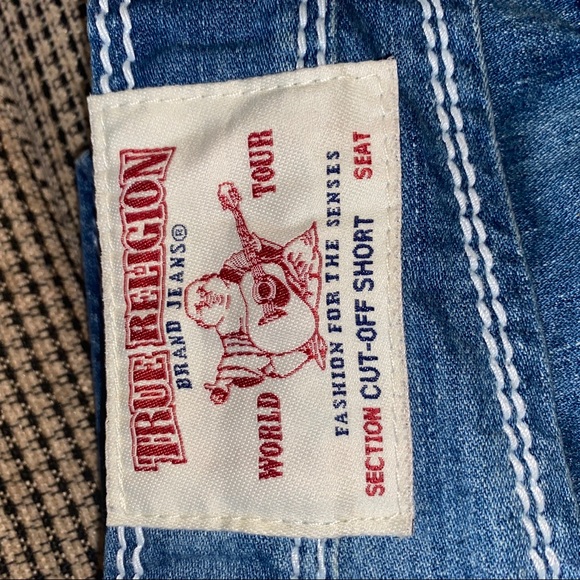 TRUE RELIGION
BRAND JEANS®
WORLD TOUR
FASHION FOR THE SENSES
SECTION CUT-OFF SHORT SEAT